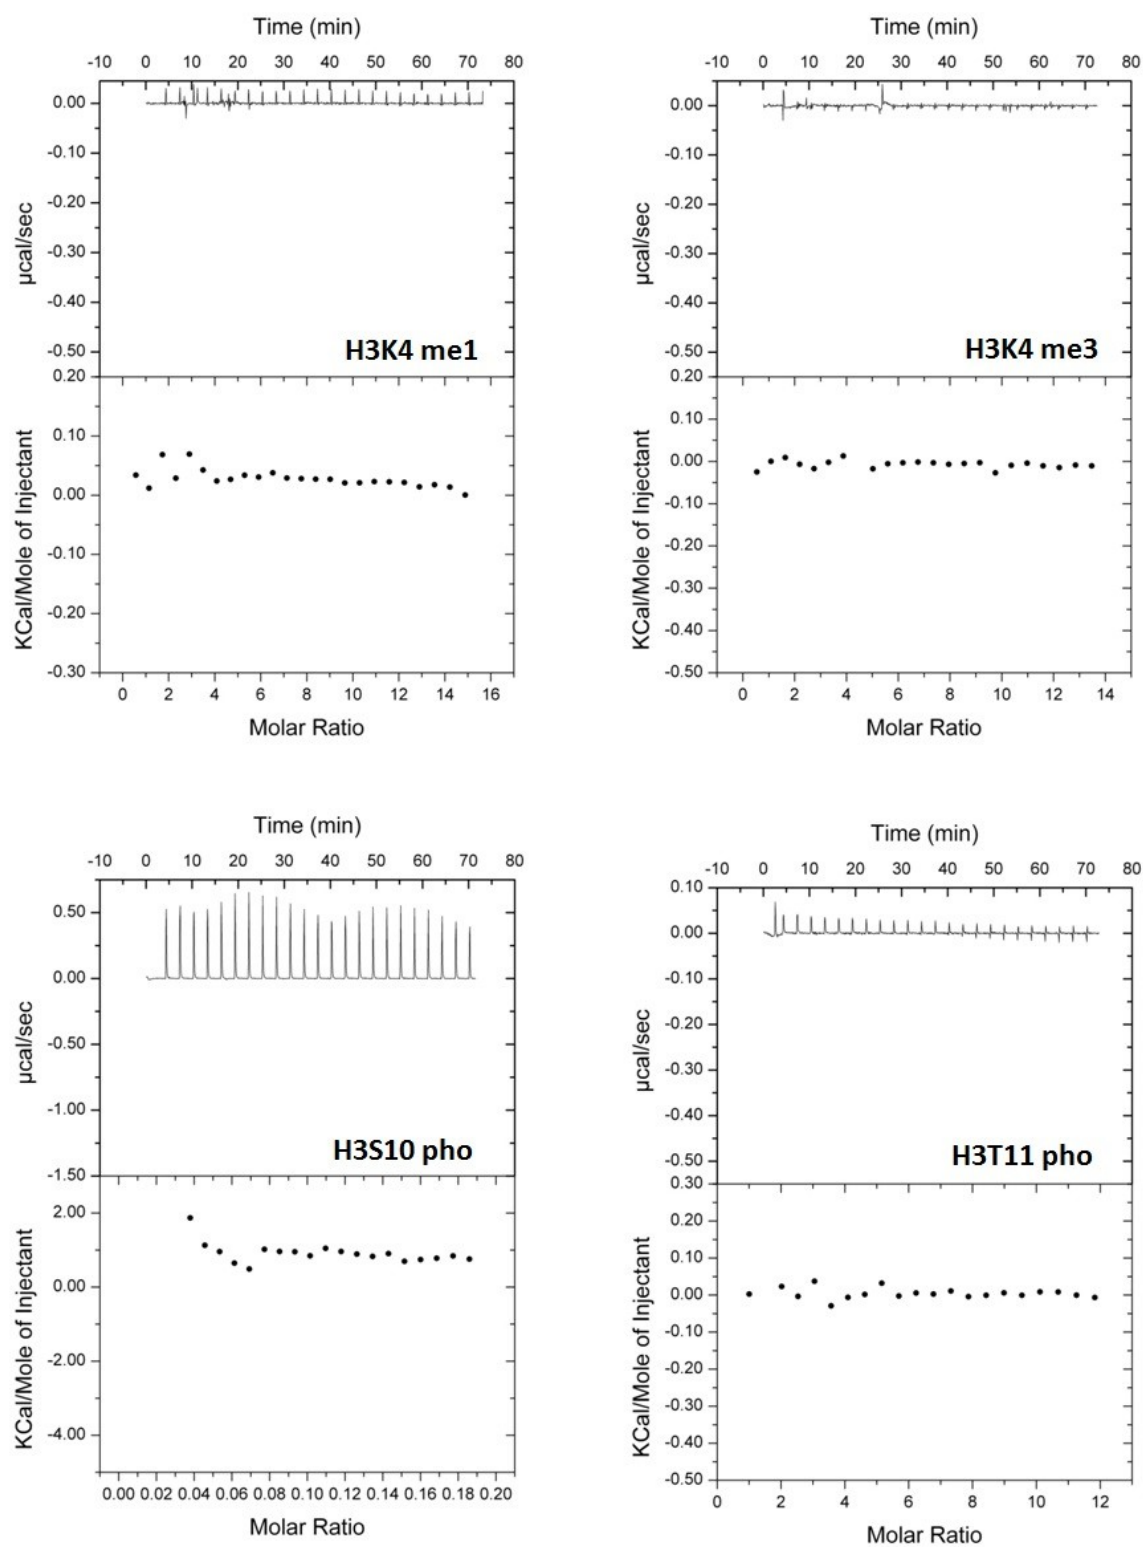 Time (min)
-10 0 10 20 30 40 50 60 70 80
0.00
-0.10
-0.20
-0.30
-0.40
-0.50
µcal/sec
H3K4 me1
0.20
0.10
0.00
-0.10
-0.20
-0.30
KCal/Mole of Injectant
0 2 4 6 8 10 12 14 16
Molar Ratio
Time (min)
-10 0 10 20 30 40 50 60 70 80
0.00
-0.10
-0.20
-0.30
-0.40
-0.50
µcal/sec
H3K4 me3
0.20
0.10
0.00
-0.10
-0.20
-0.30
-0.40
-0.50
KCal/Mole of Injectant
0 2 4 6 8 10 12 14
Molar Ratio
Time (min)
-10 0 10 20 30 40 50 60 70 80
0.50
0.00
-0.50
-1.00
-1.50
µcal/sec
H3S10 pho
2.00
0.00
-2.00
-4.00
KCal/Mole of Injectant
0.00 0.02 0.04 0.06 0.08 0.10 0.12 0.14 0.16 0.18 0.20
Molar Ratio
Time (min)
-10 0 10 20 30 40 50 60 70 80
0.10
0.00
-0.10
-0.20
-0.30
-0.40
-0.50
µcal/sec
H3T11 pho
0.30
0.20
0.10
0.00
-0.10
-0.20
-0.30
-0.40
-0.50
KCal/Mole of Injectant
0 2 4 6 8 10 12
Molar Ratio